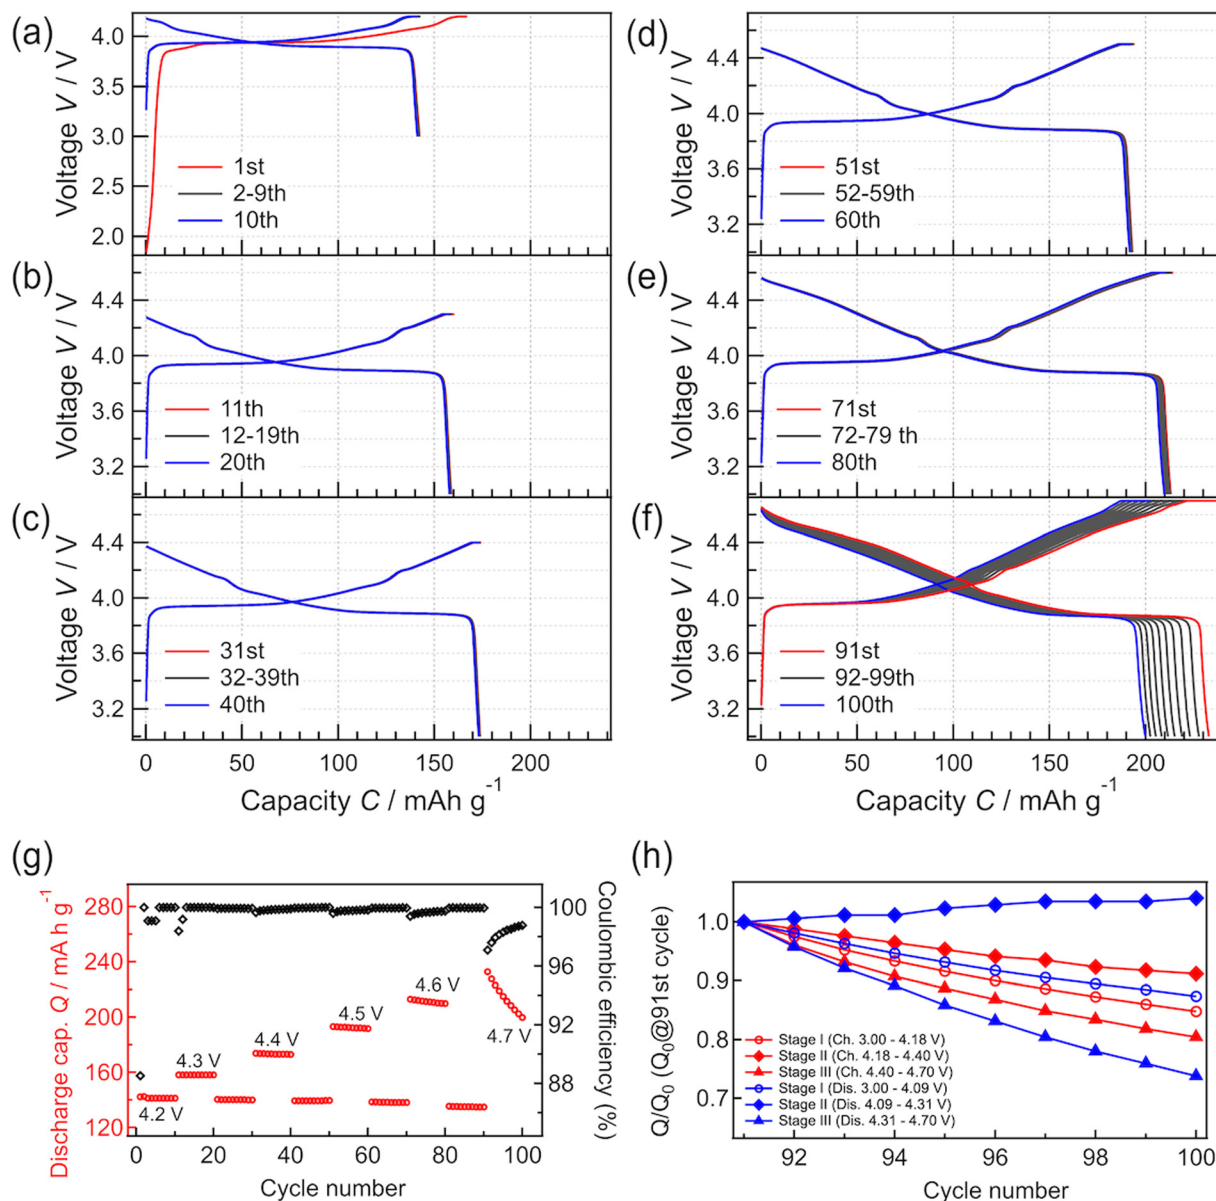 (a)
Voltage V / V
4.0
3.5
3.0
2.5
2.0
1st
2-9th
10th
(b)
Voltage V / V
4.4
4.0
3.6
3.2
11th
12-19th
20th
(c)
Voltage V / V
4.4
4.0
3.6
3.2
31st
32-39th
40th
0 50 100 150 200
Capacity C / mAh g⁻¹
(d)
Voltage V / V
4.4
4.0
3.6
3.2
51st
52-59th
60th
(e)
Voltage V / V
4.4
4.0
3.6
3.2
71st
72-79 th
80th
(f)
Voltage V / V
4.4
4.0
3.6
3.2
91st
92-99th
100th
0 50 100 150 200
Capacity C / mAh g⁻¹
(g)
Discharge cap. Q / mA h g⁻¹
280
240
200
160
120
4.2 V
4.3 V
4.4 V
4.5 V
4.6 V
4.7 V
100
96
92
88
Coulombic efficiency (%)
0 20 40 60 80 100
Cycle number
(h)
Q/Q₀ (Q₀@91st cycle)
1.0
0.9
0.8
0.7
Stage I (Ch. 3.00 - 4.18 V)
Stage II (Ch. 4.18 - 4.40 V)
Stage III (Ch. 4.40 - 4.70 V)
Stage I (Dis. 3.00 - 4.09 V)
Stage II (Dis. 4.09 - 4.31 V)
Stage III (Dis. 4.31 - 4.70 V)
92 94 96 98 100
Cycle number